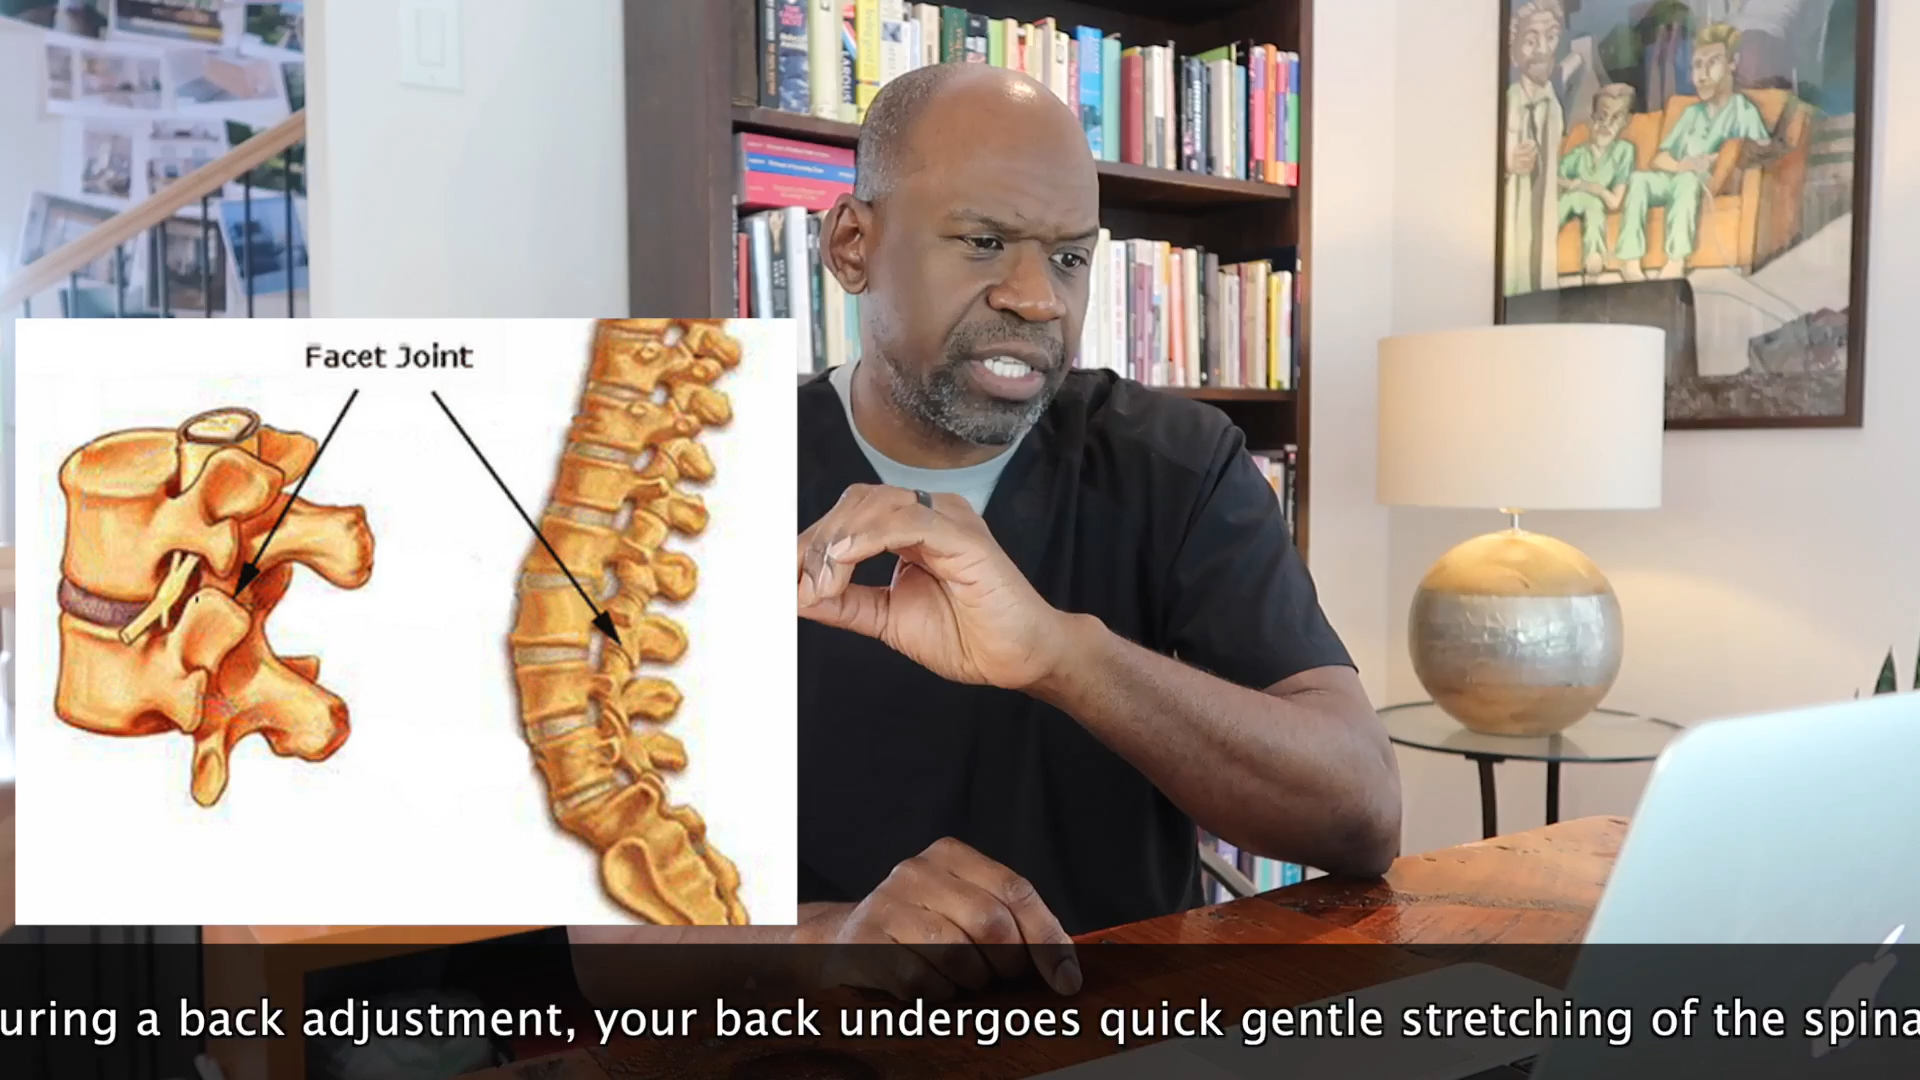 Facet Joint
uring a back adjustment, your back undergoes quick gentle stretching of the spina